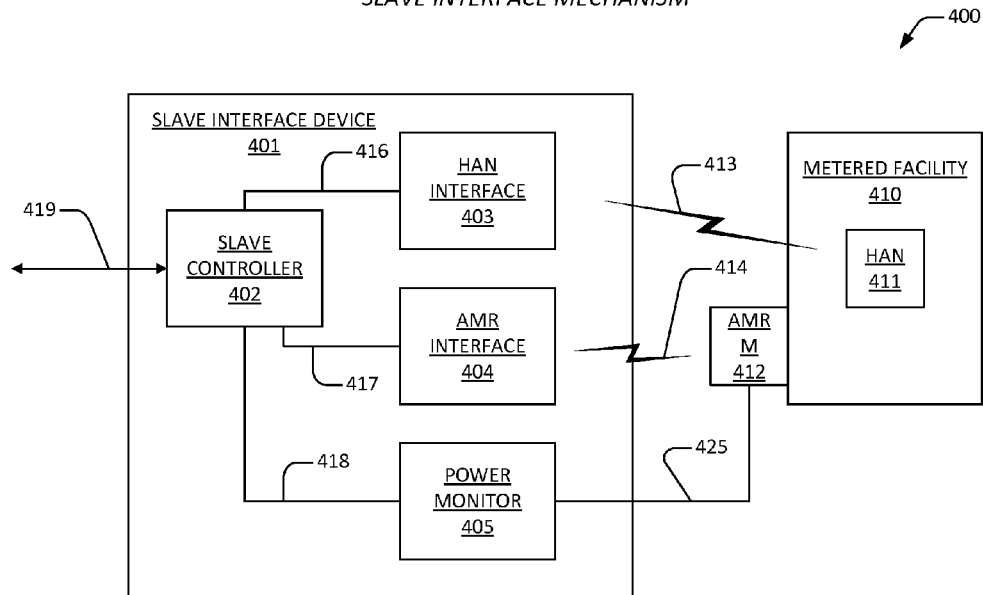 SLAVE INTERFACE MECHANISM
400
SLAVE INTERFACE DEVICE
401
416
HAN
INTERFACE
403
413
METERED FACILITY
410
419
SLAVE
CONTROLLER
402
HAN
411
414
AMR
INTERFACE
404
AMR
M
412
417
418
POWER
MONITOR
405
425